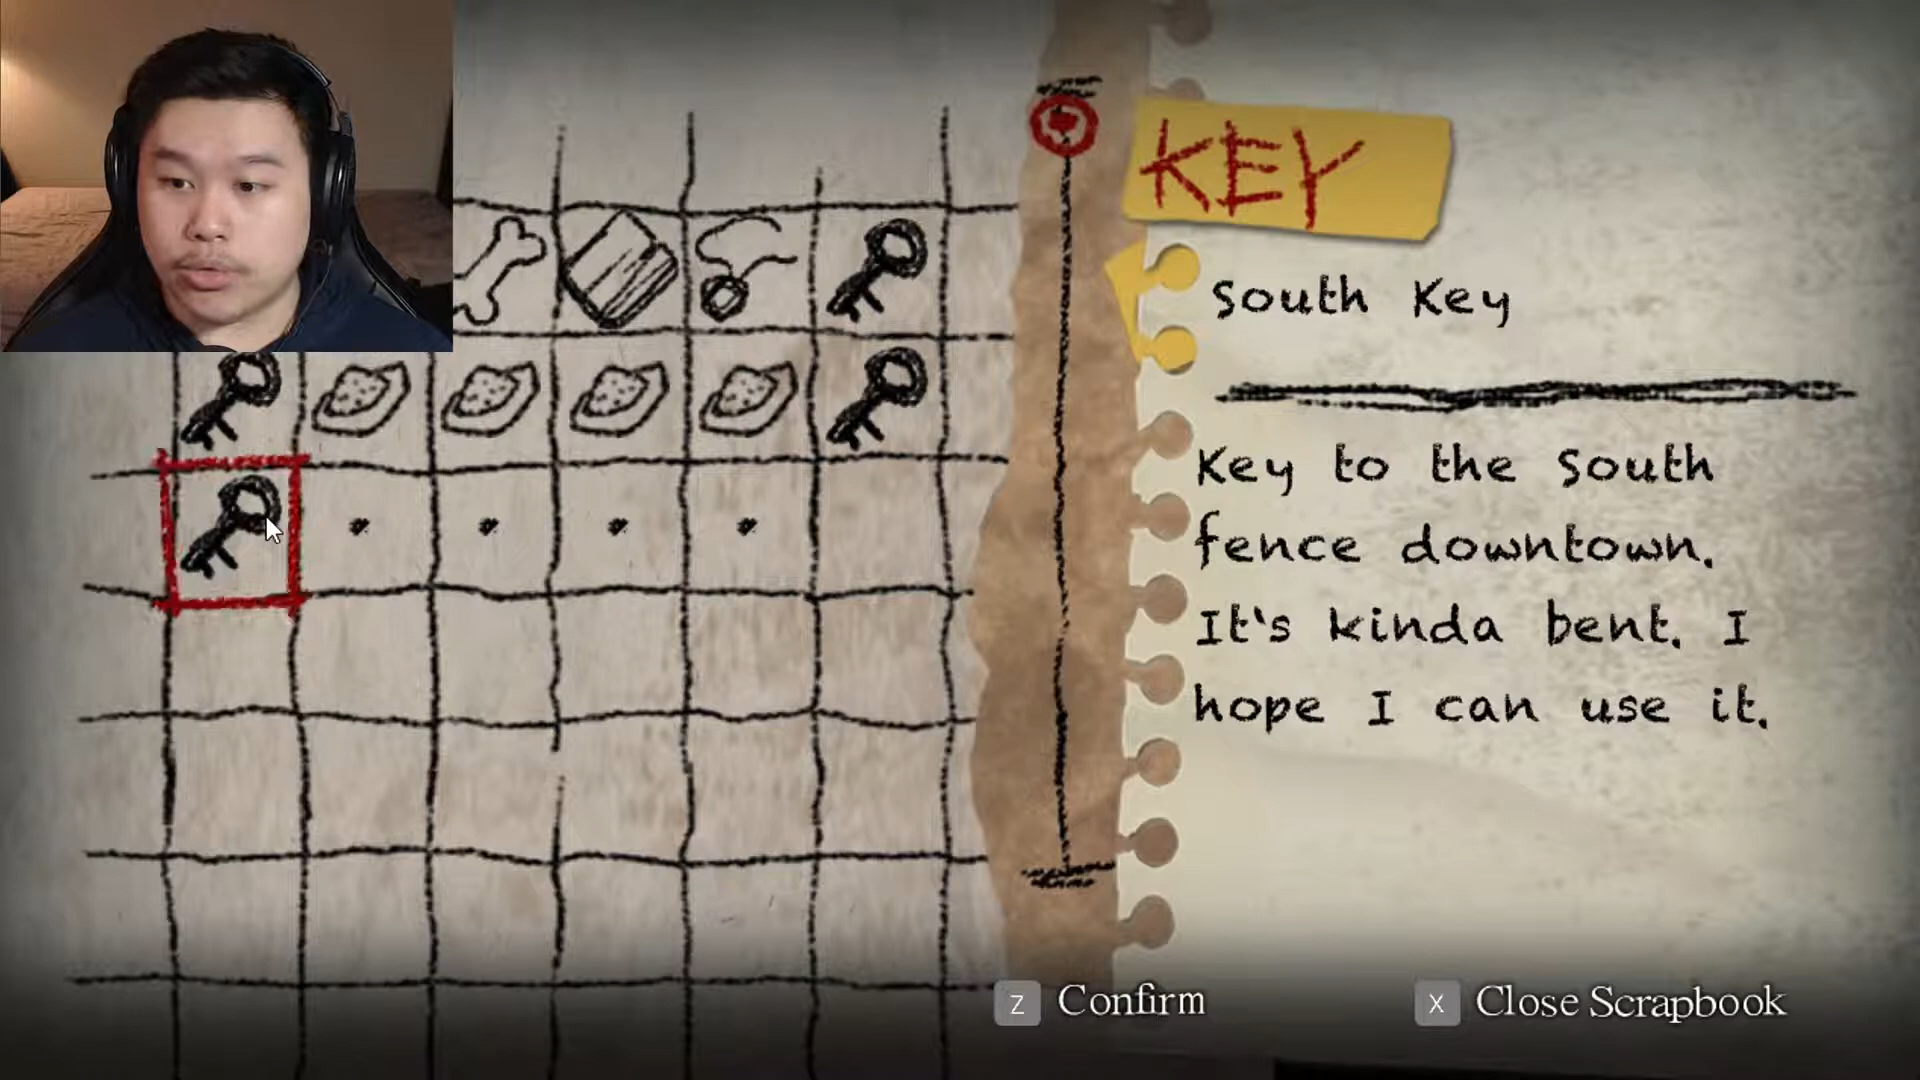 KEY
South Key
Key to the South
fence downtown.
It's kinda bent. I
hope I can use it.
Z Confirm
X Close Scrapbook